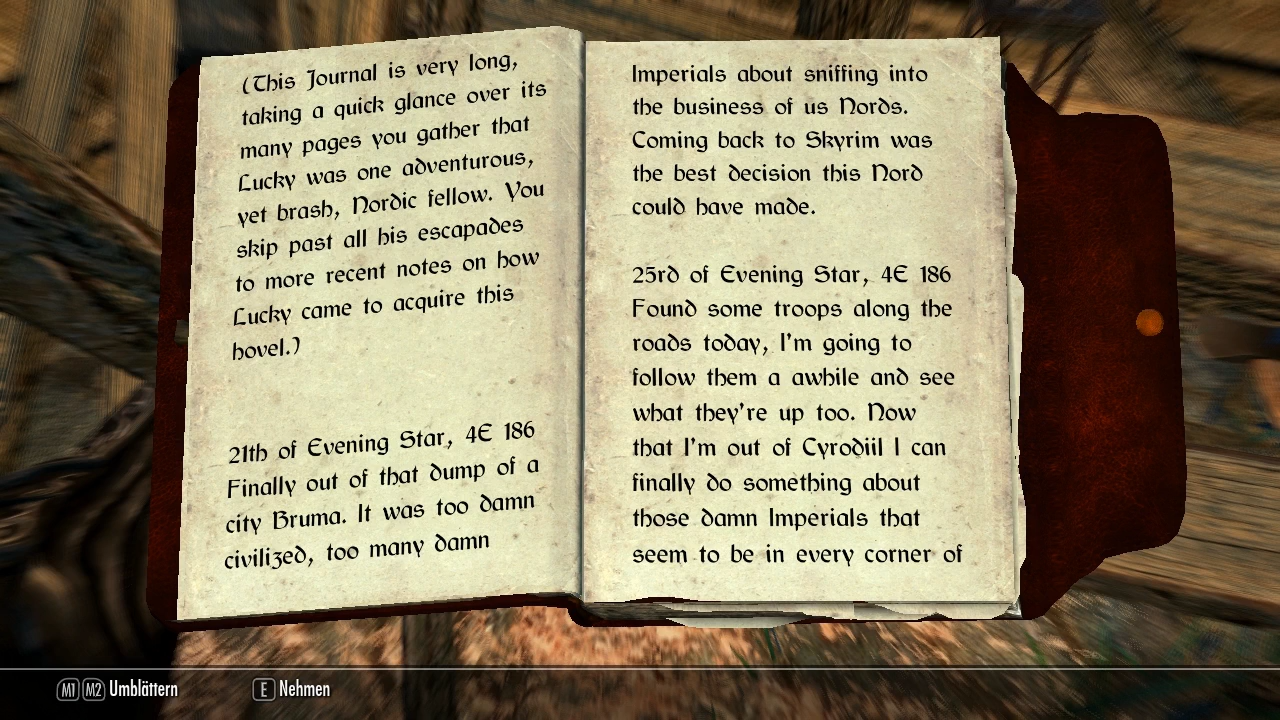 (This Journal is very long,
taking a quick glance over its
many pages you gather that
Lucky was one adventurous,
yet brash, Nordic fellow. You
skip past all his escapades
to more recent notes on how
Lucky came to acquire this
hovel.)
21th of Evening Star, 4E 186
Finally out of that dump of a
city Bruma. It was too damn
civilized, too many damn
Imperials about sniffing into
the business of us Nords.
Coming back to Skyrim was
the best decision this Nord
could have made.
25rd of Evening Star, 4E 186
Found some troops along the
roads today, I'm going to
follow them a awhile and see
what they're up too. Now
that I'm out of Cyrodiil I can
finally do something about
those damn Imperials that
seem to be in every corner of
M1 M2 Umblättern E Nehmen